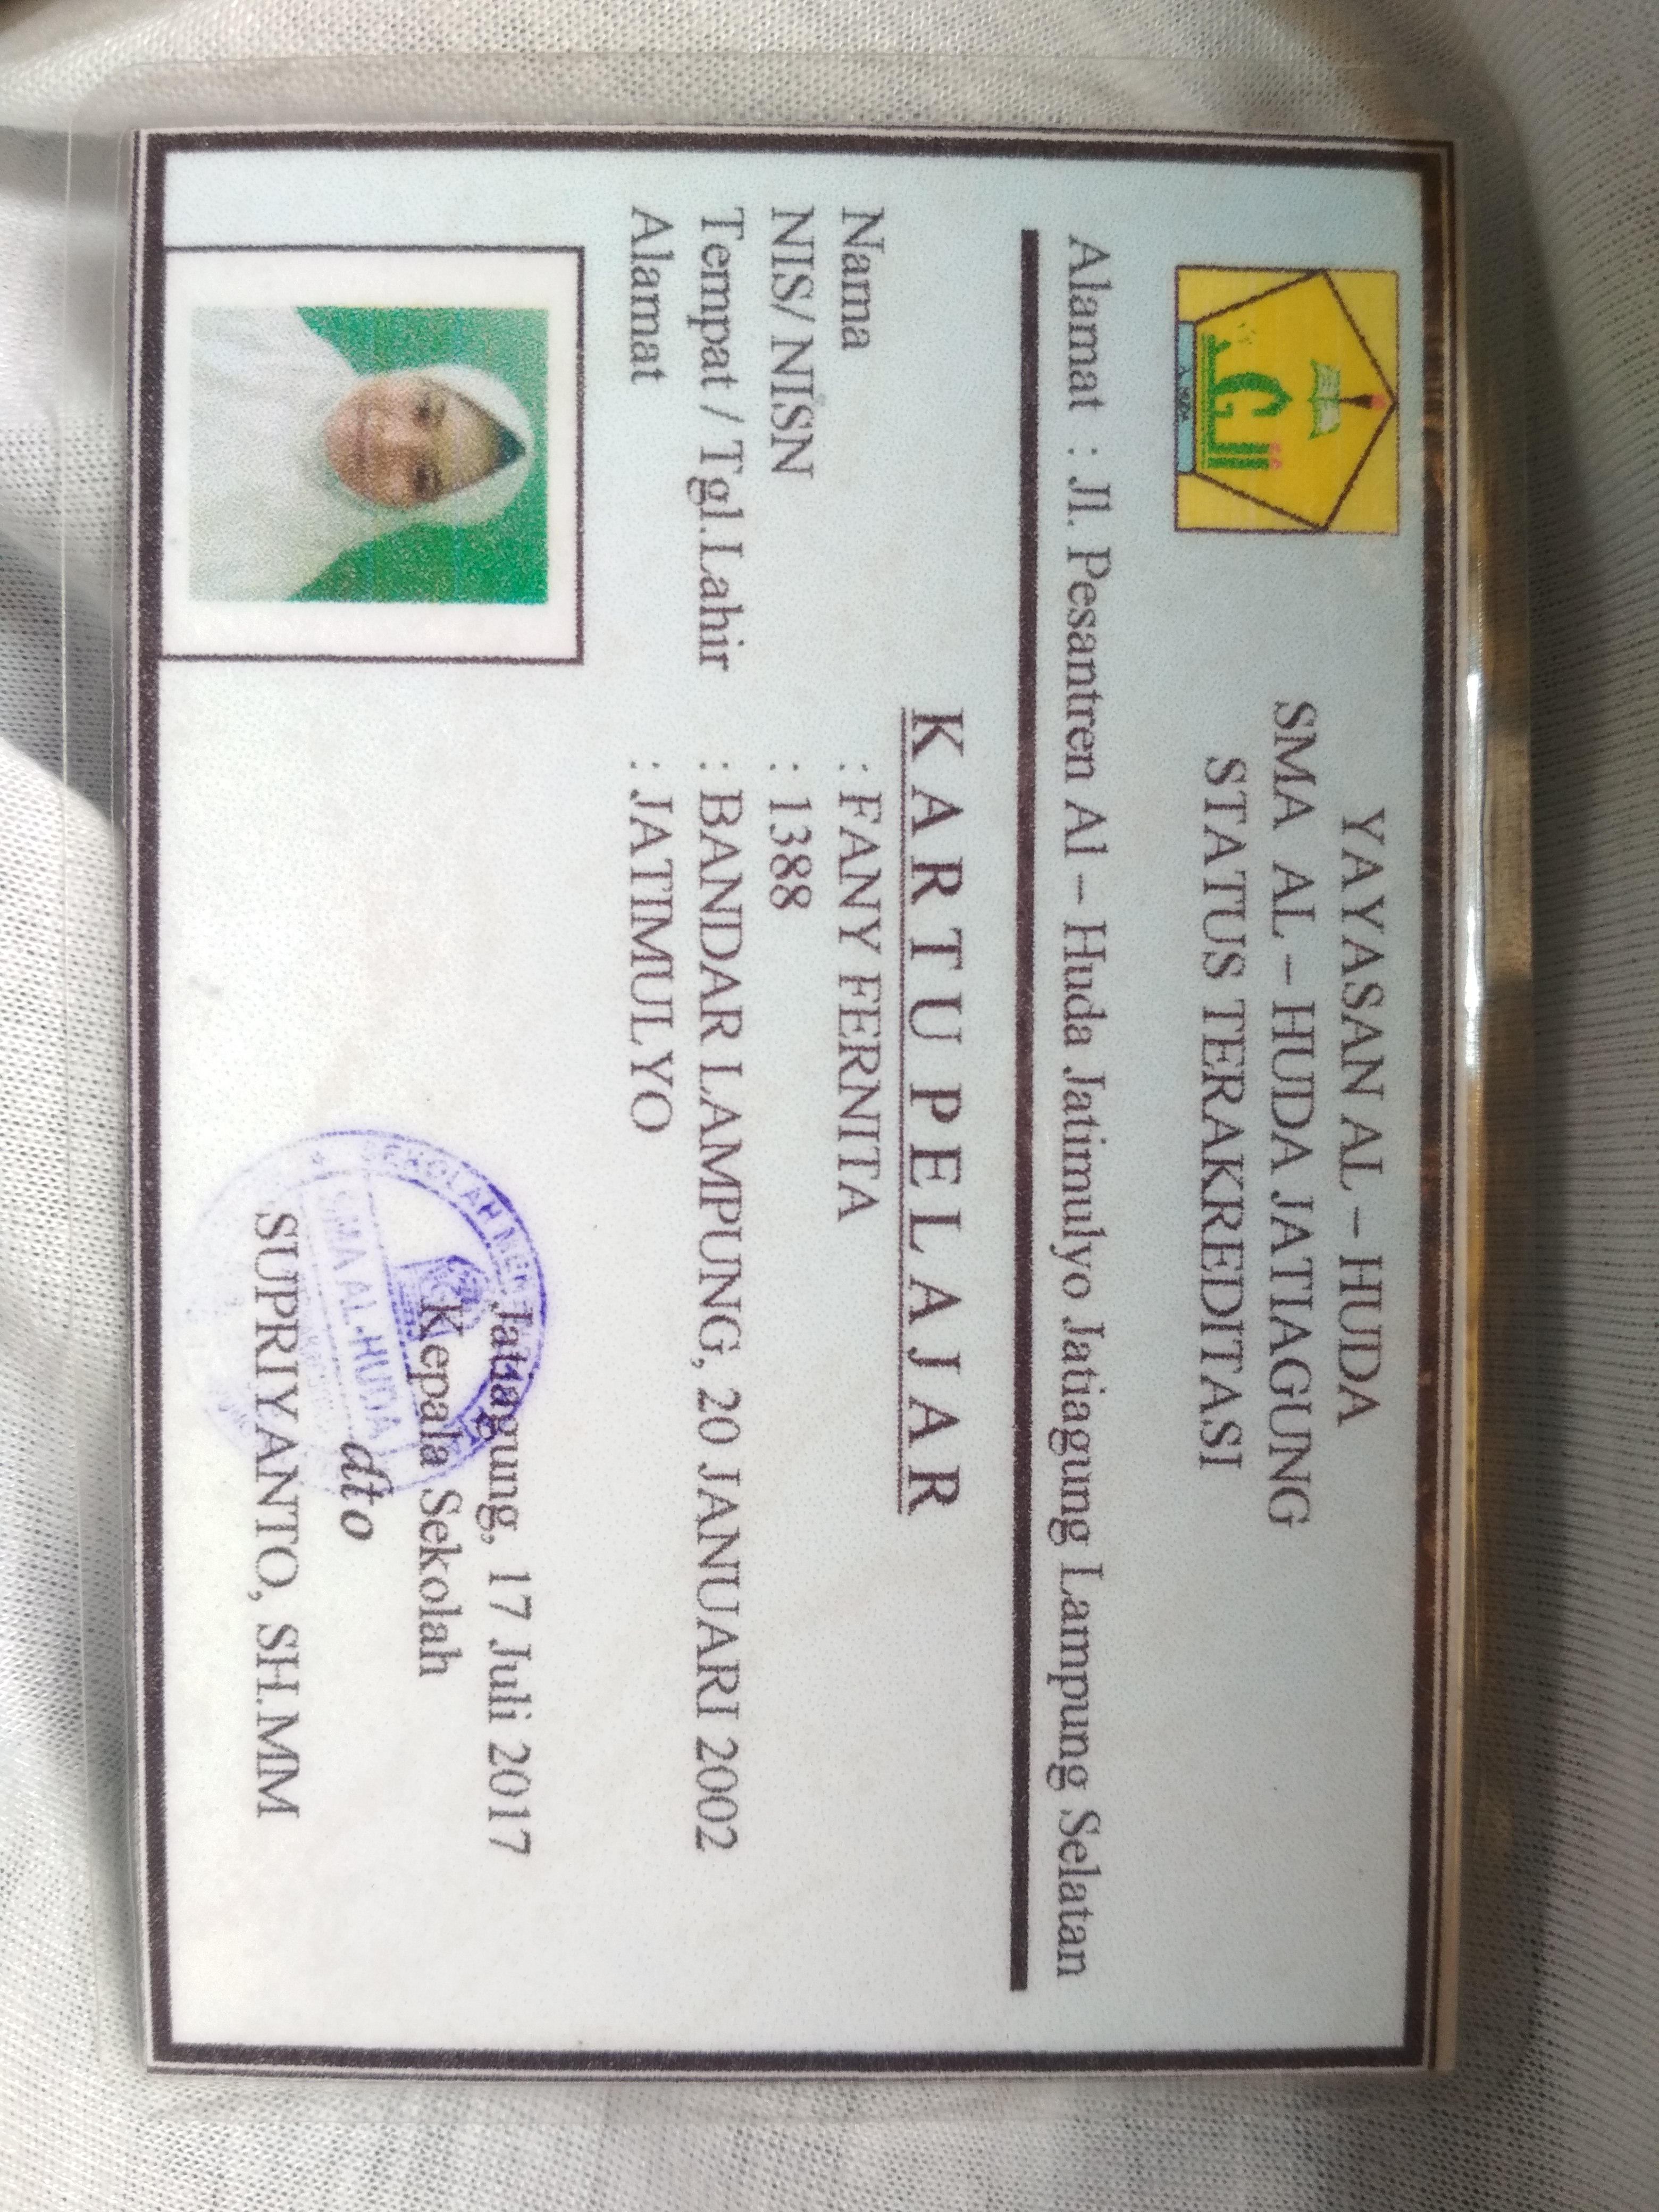 YAYASAN AL – HUDA
SMA AL – HUDA JATIAGUNG
STATUS TERAKREDITASI
Alamat : Jl. Pesantren Al – Huda Jatimulyo Jatiagung Lampung Selatan
KARTU PELAJAR
Nama : FANY FERNITA
NIS/ NISN : 1388
Tempat / Tgl.Lahir : BANDAR LAMPUNG, 20 JANUARI 2002
Alamat : JATIMULYO
Jatiagung, 17 Juli 2017
Kepala Sekolah
SEKOLAH
SMA AL-HUDA
dto
SUPRIYANTO, SH.MM